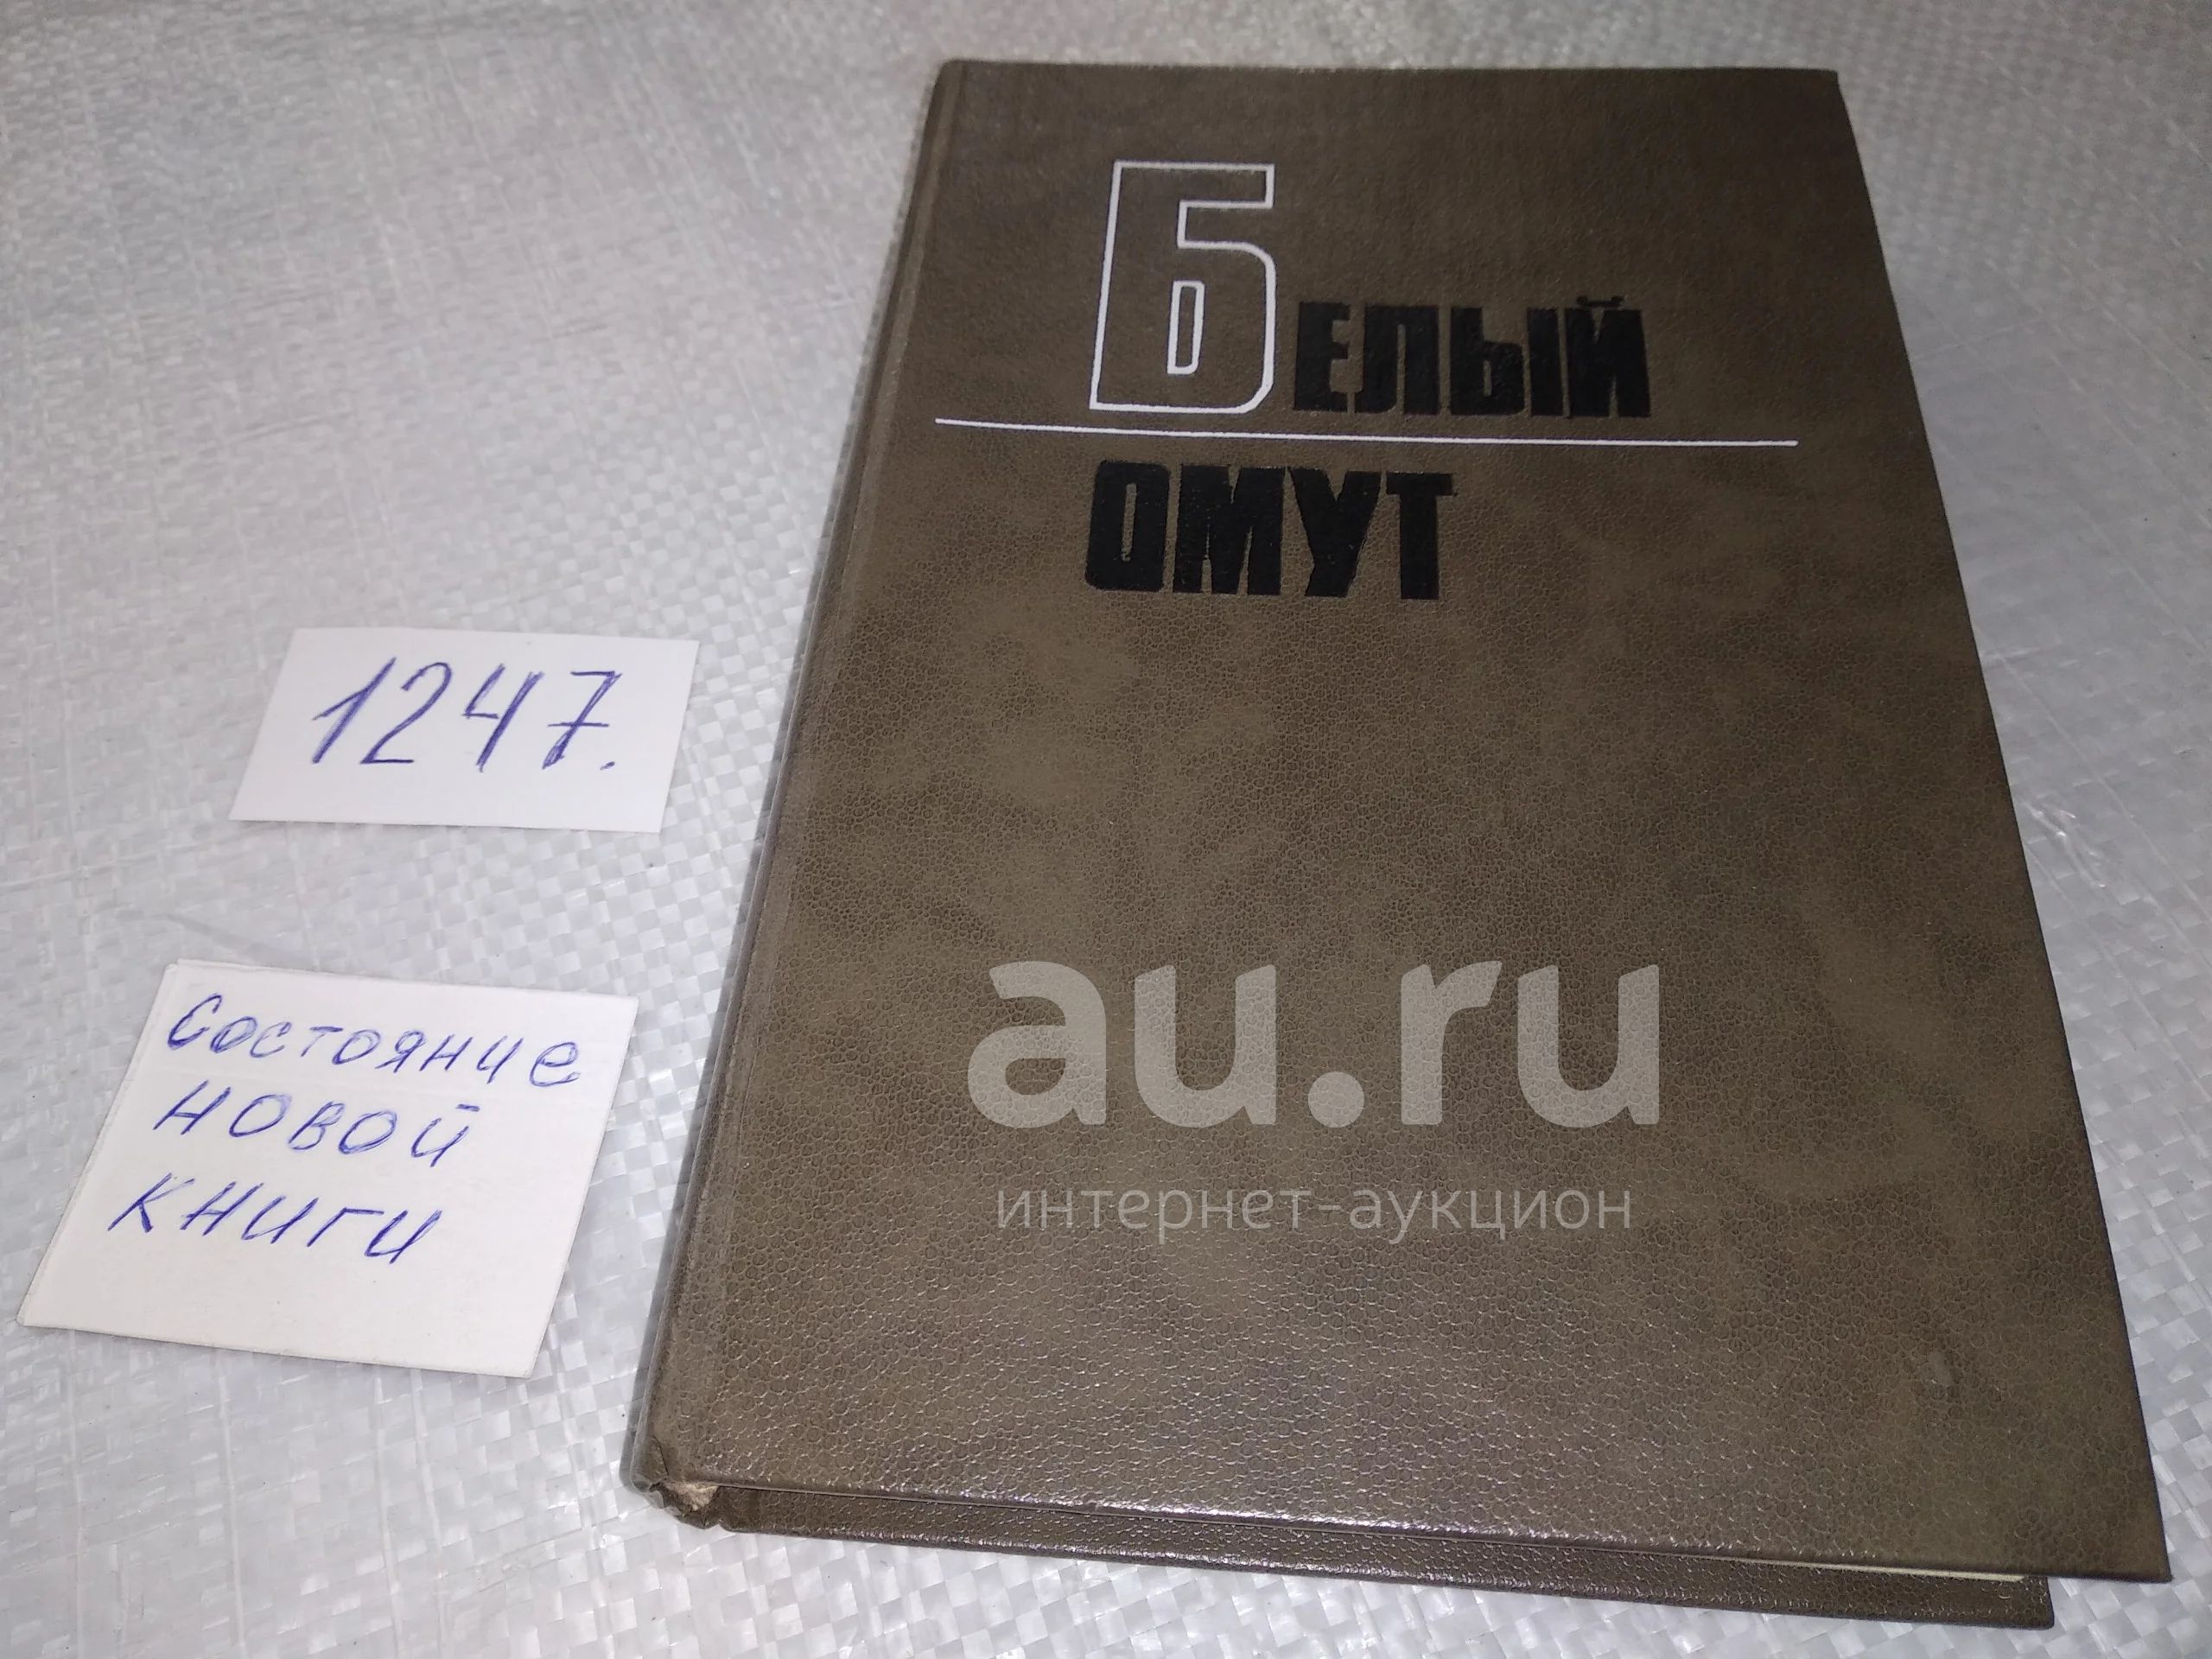 Белый
омут
1247.
Состояние
новой
книги
au.ru
интернет-аукцион